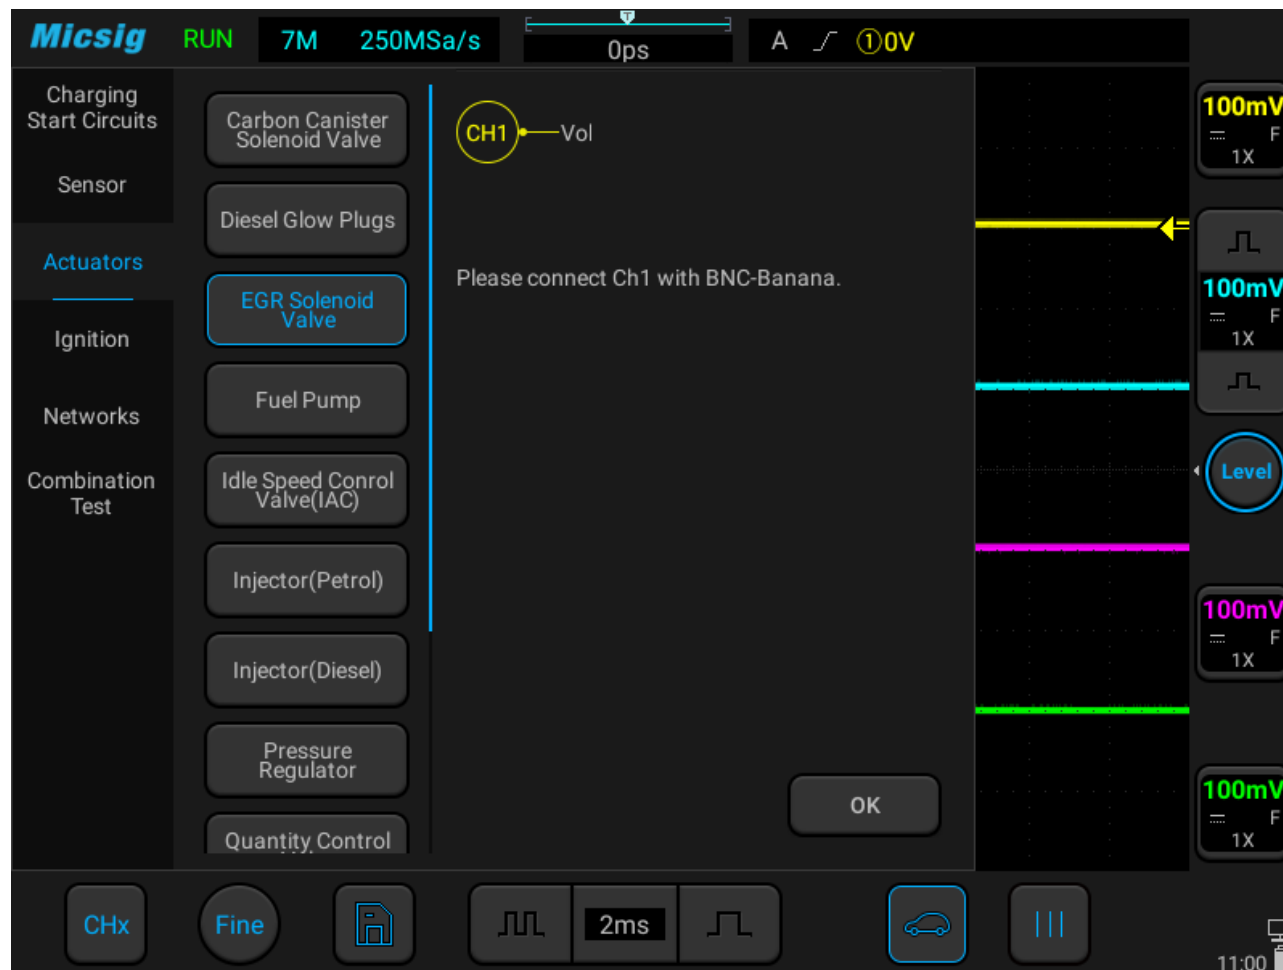 Micsig RUN 7M 250MSa/s T 0ps A ①0V
Charging
Start Circuits
Sensor
Actuators
Ignition
Networks
Combination
Test
Carbon Canister
Solenoid Valve
Diesel Glow Plugs
EGR Solenoid
Valve
Fuel Pump
Idle Speed Conrol
Valve(IAC)
Injector(Petrol)
Injector(Diesel)
Pressure
Regulator
Quantity Control
CH1 Vol
Please connect Ch1 with BNC-Banana.
OK
100mV
F
1X
100mV
F
1X
Level
100mV
F
1X
100mV
F
1X
CHx Fine 2ms
11:00